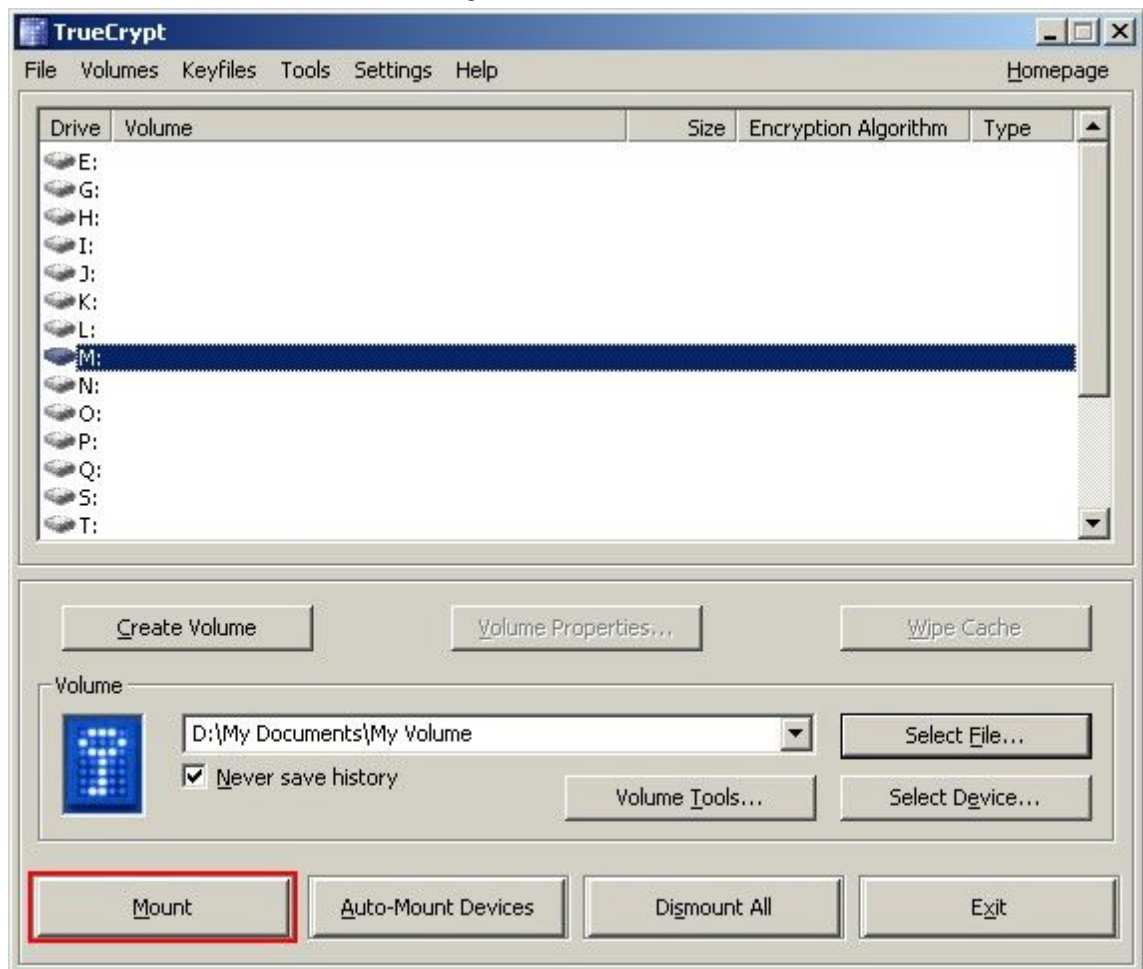 TrueCrypt
File Volumes Keyfiles Tools Settings Help Homepage
Drive Volume Size Encryption Algorithm Type
E:
G:
H:
I:
J:
K:
L:
M:
N:
O:
P:
Q:
S:
T:
Create Volume Volume Properties... Wipe Cache
Volume
D:\My Documents\My Volume Select File...
Never save history
Volume Tools... Select Device...
Mount Auto-Mount Devices Dismount All Exit